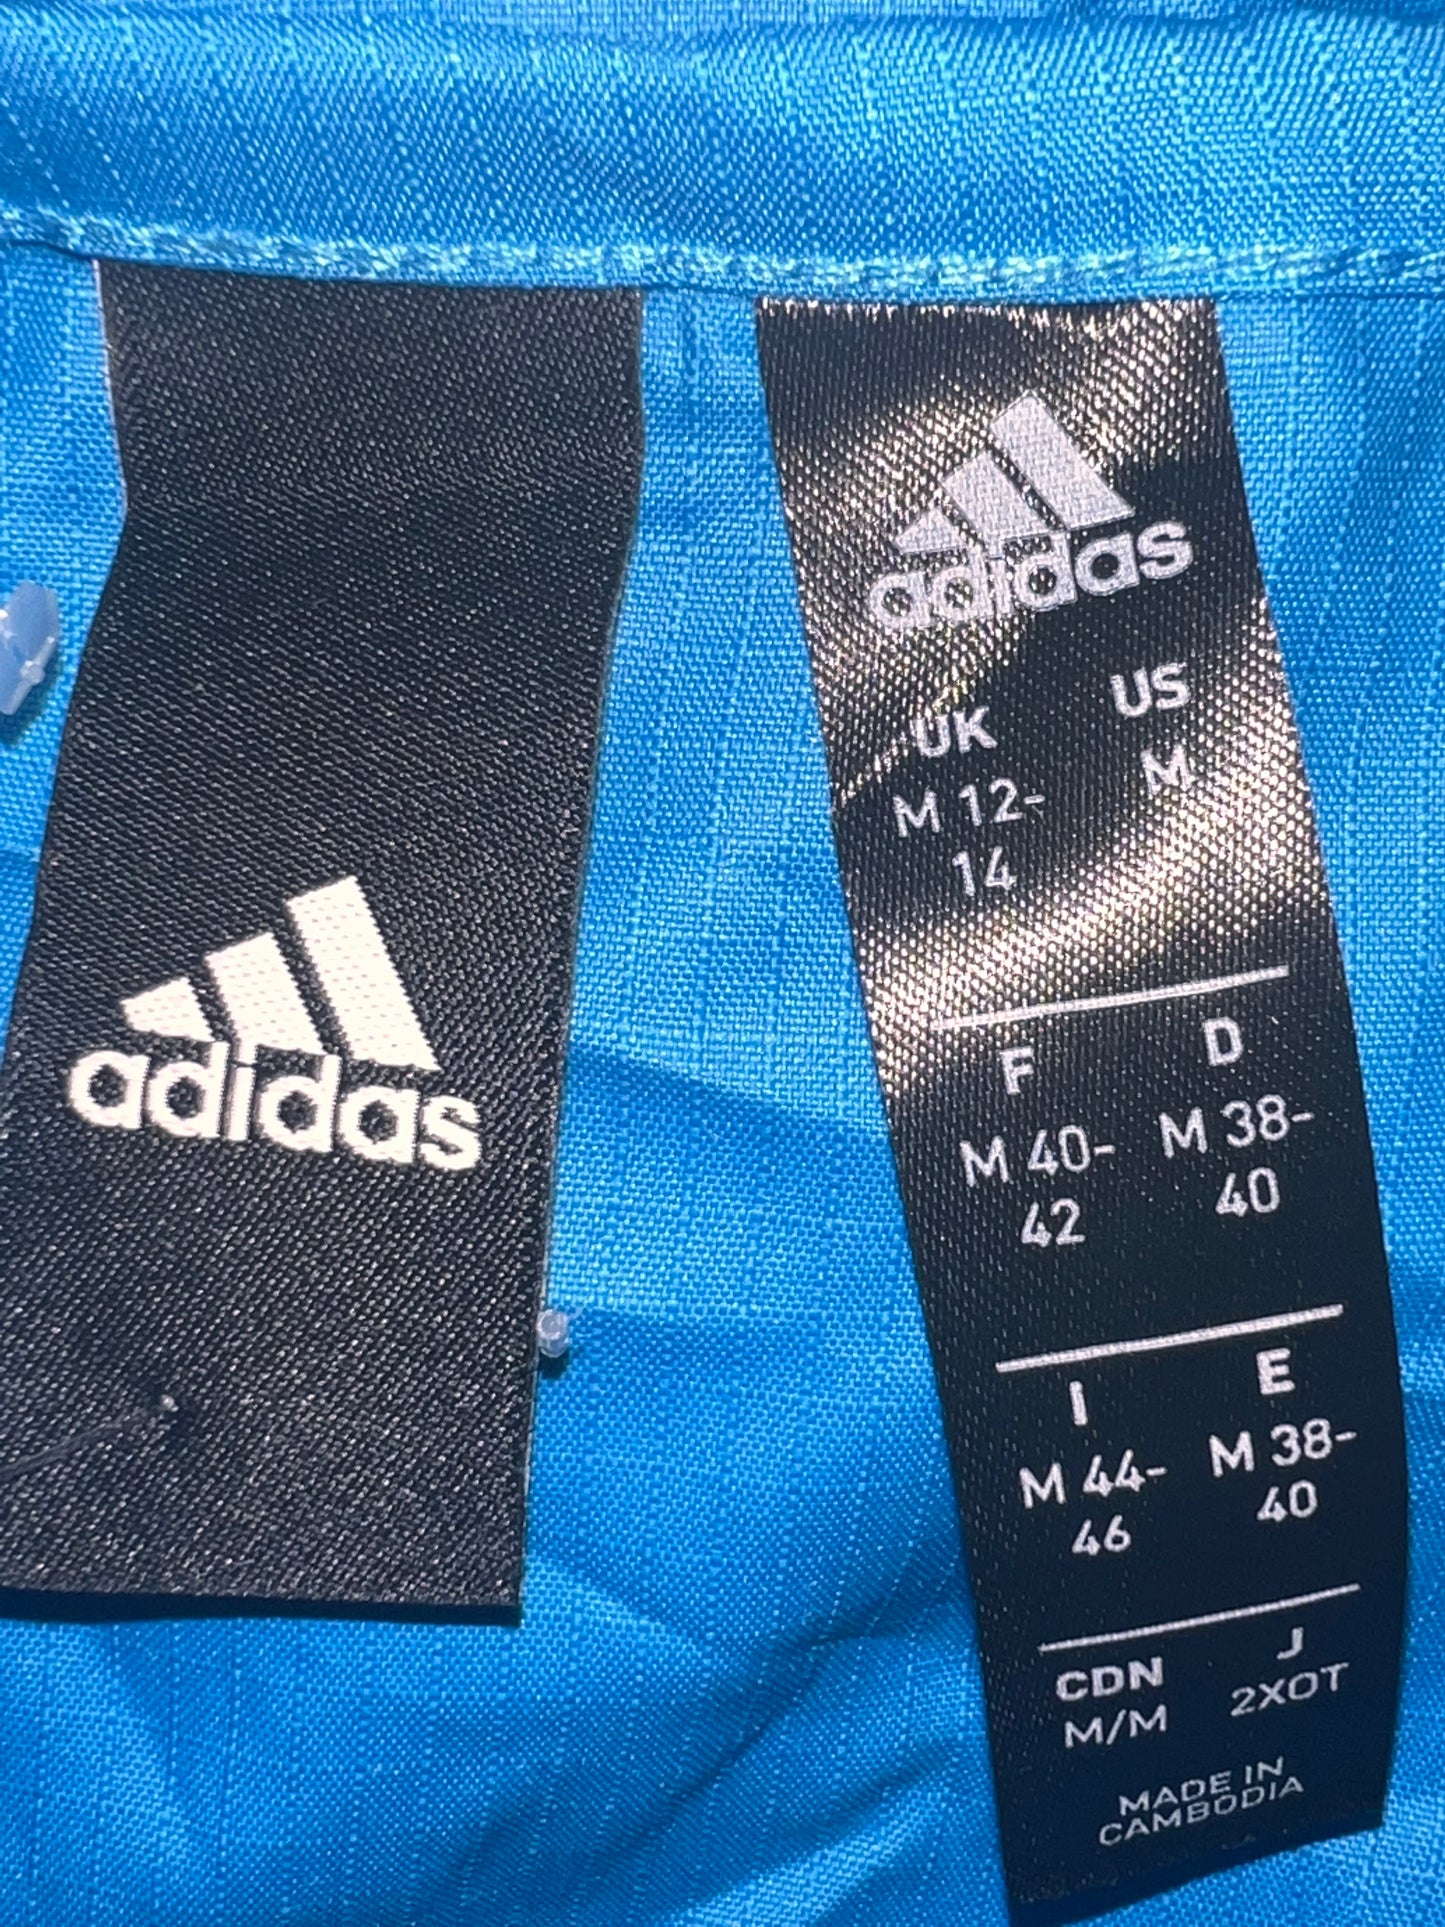 adidas
adidas
UK US
M 12- M
14
F D
M 40- M 38-
42 40
I E
M 44- M 38-
46 40
CDN J
M/M 2XOT
MADE IN
CAMBODIA